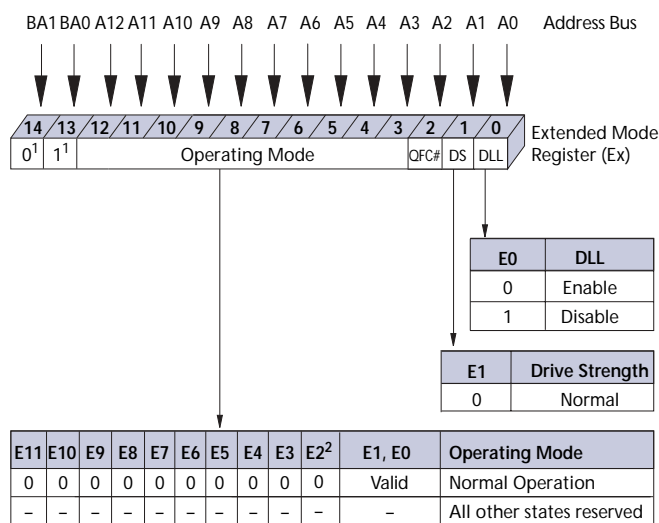 BA1 BA0 A12 A11 A10 A9 A8 A7 A6 A5 A4 A3 A2 A1 A0 Address Bus
14 13 12 11 10 9 8 7 6 5 4 3 2 1 0
Extended Mode
Register (Ex)
0¹ 1¹ Operating Mode QFC# DS DLL
E0 DLL
0 Enable
1 Disable
E1 Drive Strength
0 Normal
E11 E10 E9 E8 E7 E6 E5 E4 E3 E2² E1, E0 Operating Mode
0 0 0 0 0 0 0 0 0 0 Valid Normal Operation
– – – – – – – – – – – All other states reserved